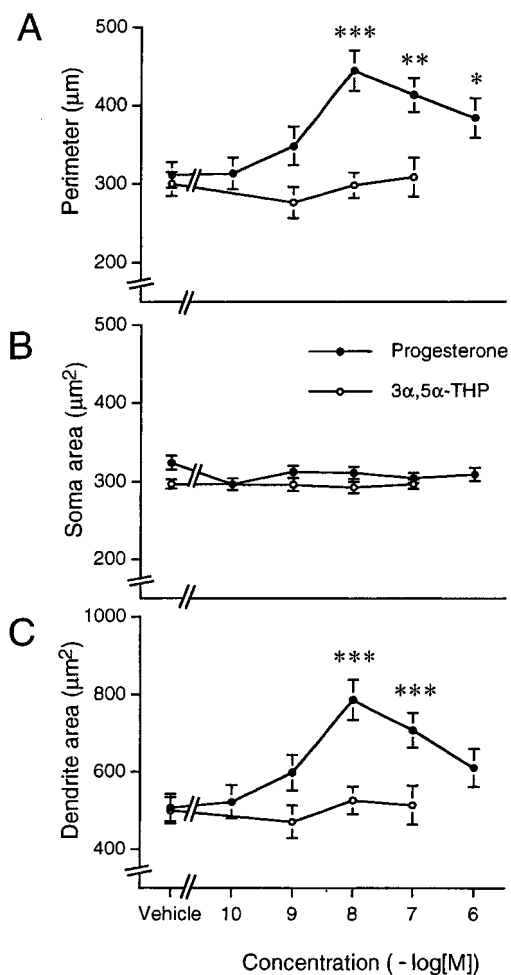 A
Perimeter (μm)
500
400
300
200
***
**
*
B
Soma area (μm²)
500
400
300
200
Progesterone
3α,5α-THP
C
Dendrite area (μm²)
1000
800
600
400
***
***
Vehicle 10 9 8 7 6
Concentration ( - log[M])